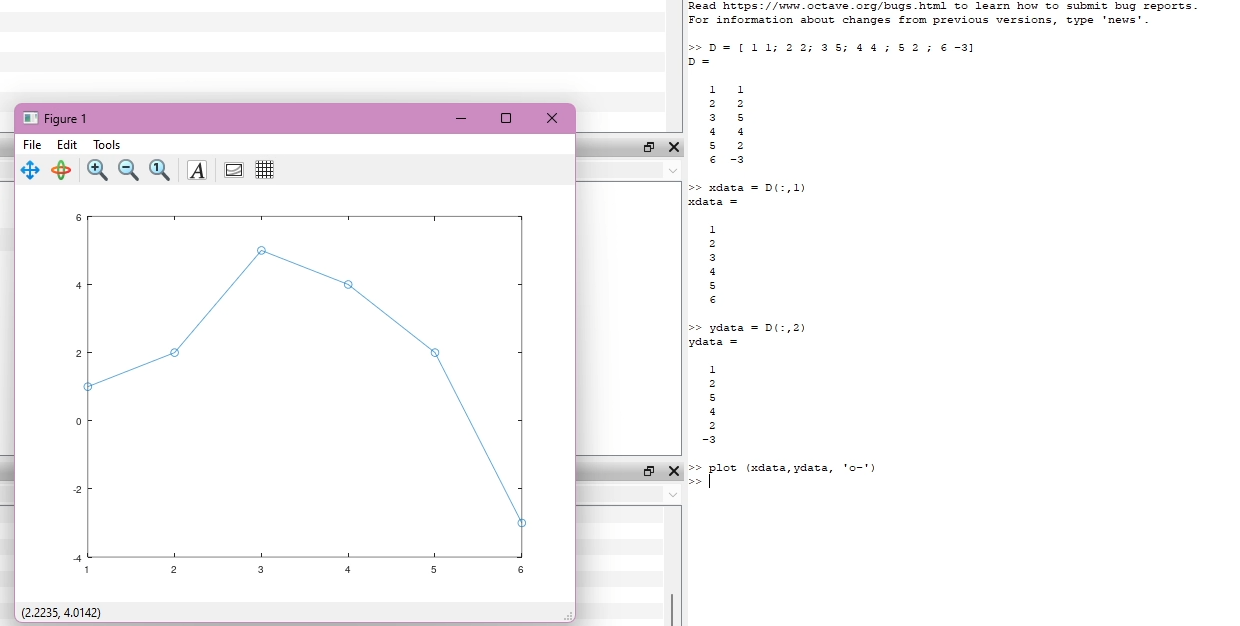 Read https://www.octave.org/bugs.html to learn how to submit bug reports.
For information about changes from previous versions, type 'news'.
>> D = [ 1 1; 2 2; 3 5; 4 4 ; 5 2 ; 6 -3]
D =
1 1
2 2
3 5
4 4
5 2
6 -3
>> xdata = D(:,1)
xdata =
1
2
3
4
5
6
>> ydata = D(:,2)
ydata =
1
2
5
4
2
-3
>> plot (xdata,ydata, 'o-')
>>
Figure 1
File Edit Tools
A
6
4
2
0
-2
-4
1 2 3 4 5 6
(2.2235, 4.0142)